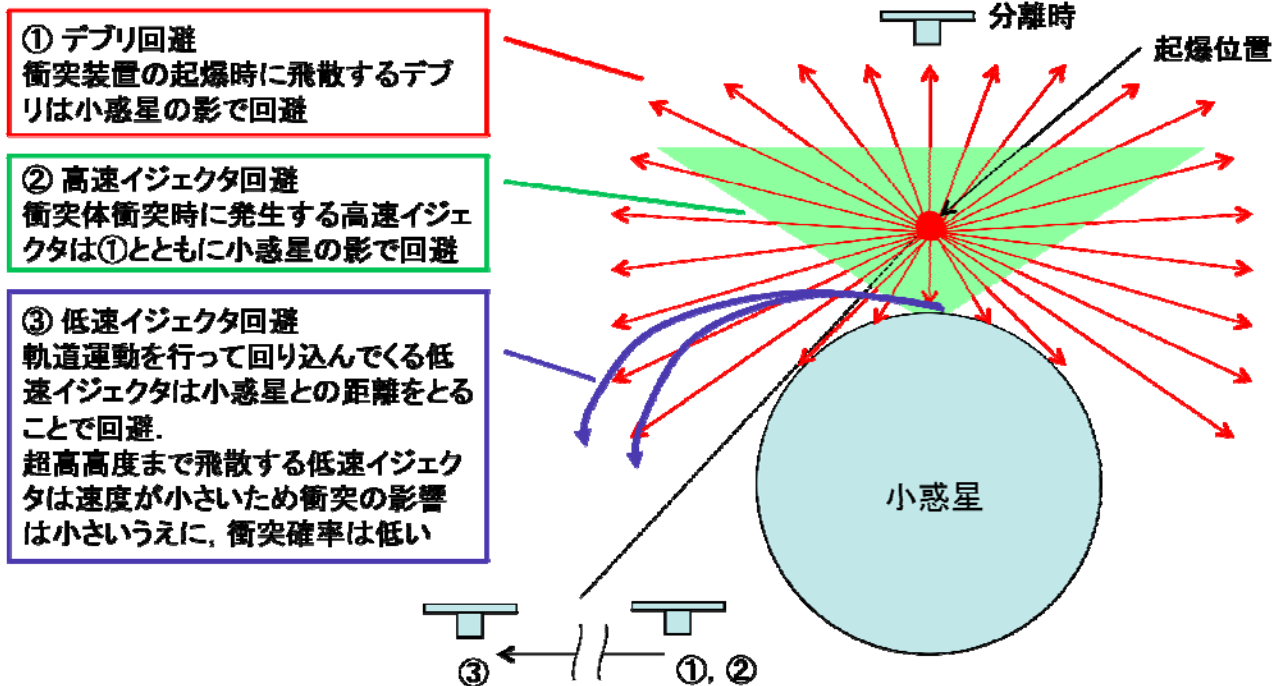 ① デブリ回避
衝突装置の起爆時に飛散するデブ
リは小惑星の影で回避
② 高速イジェクタ回避
衝突体衝突時に発生する高速イジェ
クタは①とともに小惑星の影で回避
③ 低速イジェクタ回避
軌道運動を行って回り込んでくる低
速イジェクタは小惑星との距離をとる
ことで回避.
超高高度まで飛散する低速イジェク
タは速度が小さいため衝突の影響
は小さいうえに, 衝突確率は低い
分離時
起爆位置
小惑星
③
①, ②